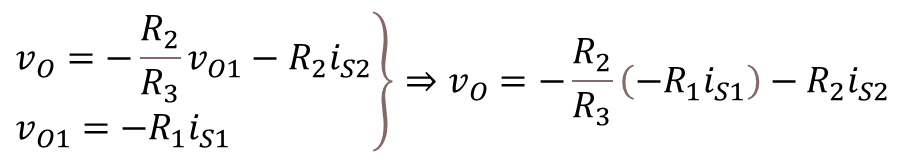 v_O = −\frac{R_2}{R_3} v_{O1} − R_2 i_{S2}
v_{O1} = −R_1 i_{S1}
} ⇒ v_O = −\frac{R_2}{R_3} (−R_1 i_{S1}) − R_2 i_{S2}